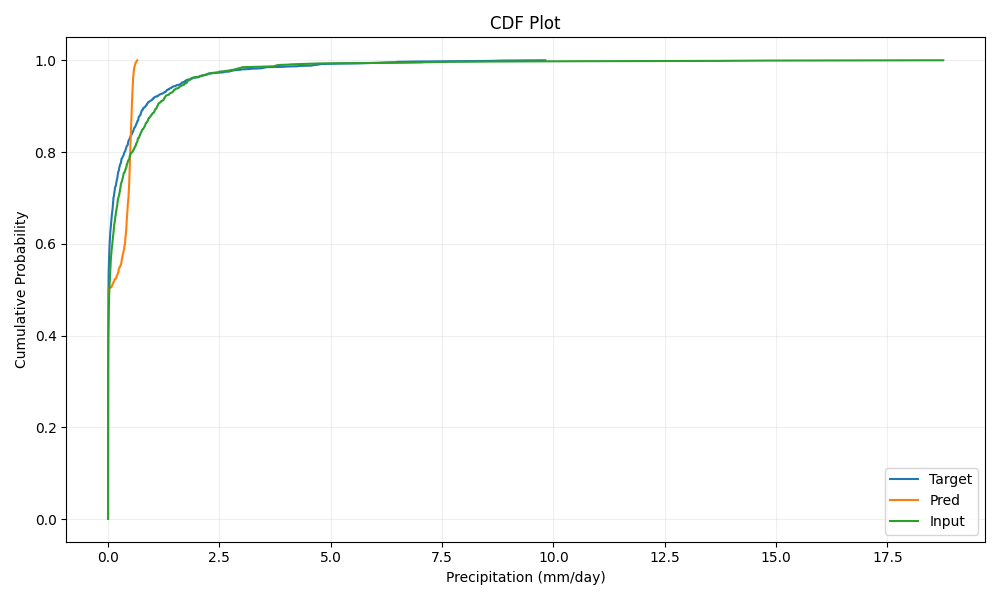 CDF Plot
1.0
0.8
0.6
0.4
0.2
0.0
Cumulative Probability
0.0 2.5 5.0 7.5 10.0 12.5 15.0 17.5
Precipitation (mm/day)
Target
Pred
Input